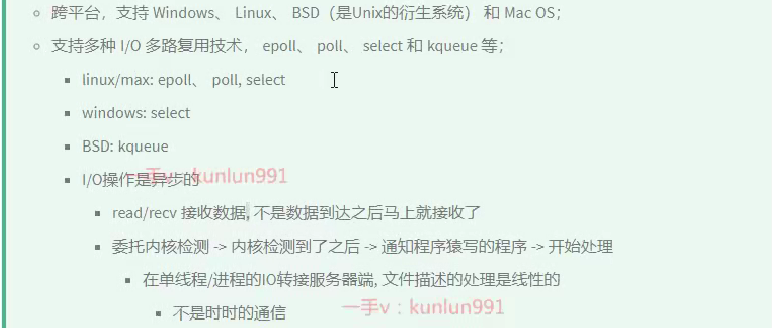 跨平台，支持 Windows、 Linux、 BSD（是Unix的衍生系统） 和 Mac OS；
支持多种 I/O 多路复用技术， epoll、 poll、 select 和 kqueue 等；
linux/max: epoll、 poll, select
windows: select
BSD: kqueue
I/O操作是异步的
一手v：kunlun991
read/recv 接收数据, 不是数据到达之后马上就接收了
委托内核检测 -> 内核检测到了之后 -> 通知程序猿写的程序 -> 开始处理
在单线程/进程的IO转接服务器端, 文件描述的处理是线性的
不是时时的通信
一手v：kunlun991